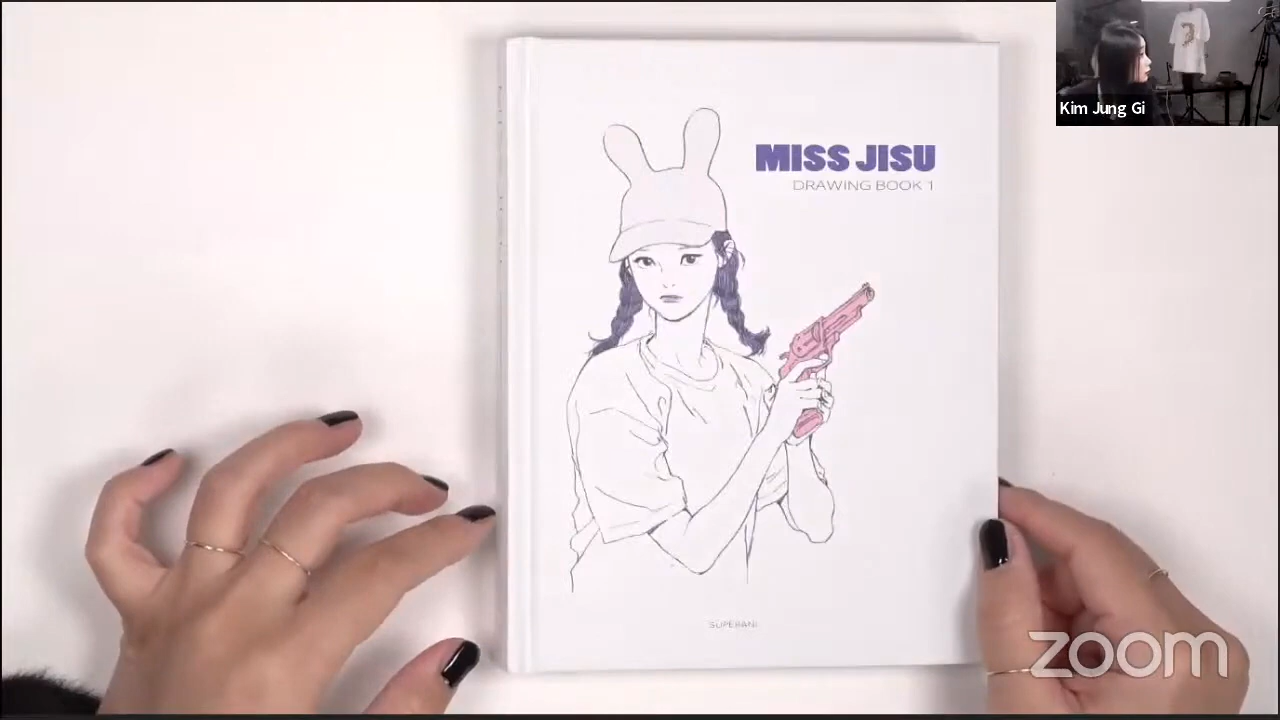 MISS JISU
DRAWING BOOK 1
SUPERANI
Kim Jung Gi
zoom